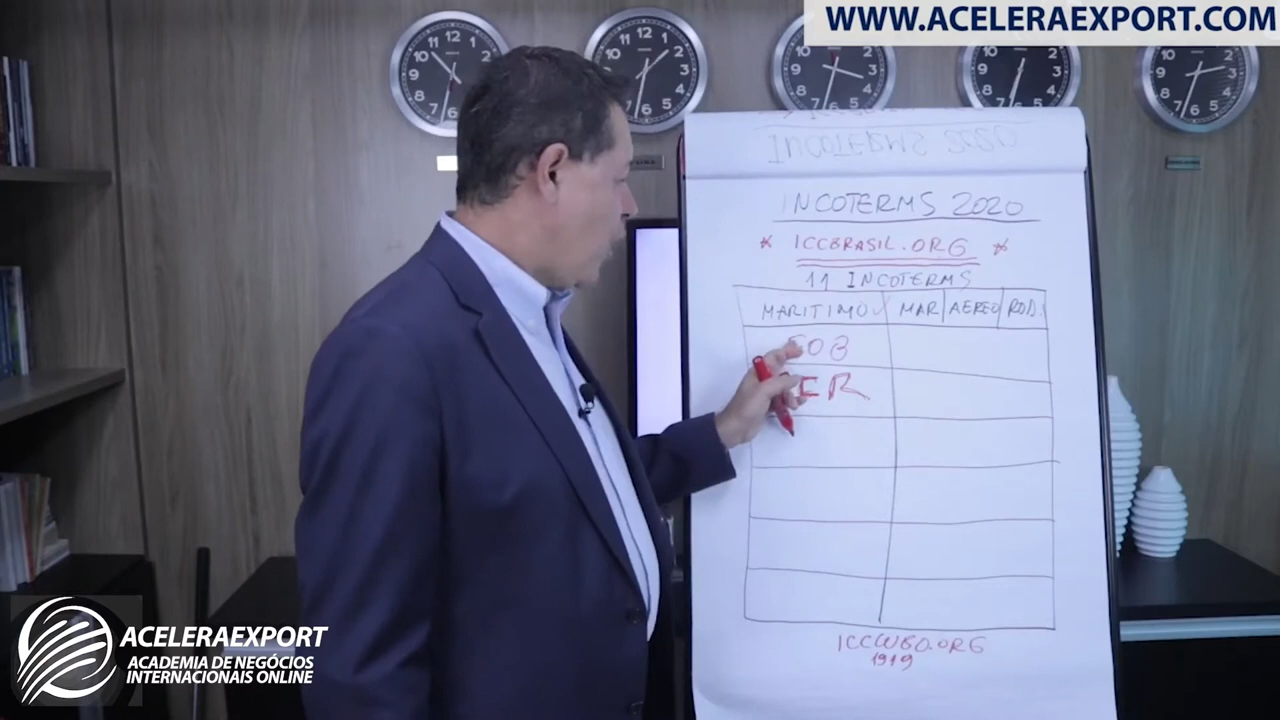 WWW.ACELERAEXPORT.COM
INCOTERMS 2020
* ICCBRASIL.ORG *
11 INCOTERMS
MARITIMO MAR AEREO ROD.
FOB
ICCWBO.ORG
1919
ACELERAEXPORT
ACADEMIA DE NEGÓCIOS
INTERNACIONAIS ONLINE